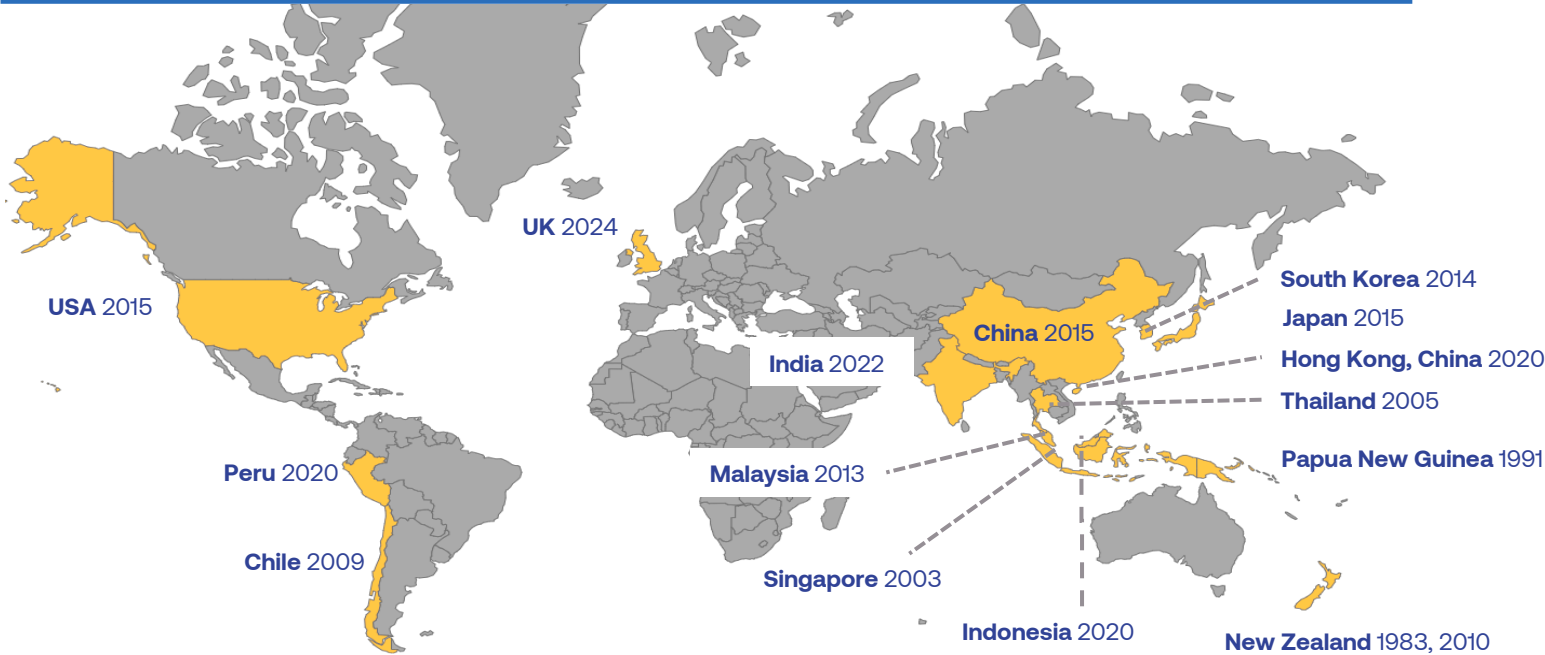 UK 2024
South Korea 2014
USA 2015
Japan 2015
China 2015
Hong Kong, China 2020
India 2022
Thailand 2005
Papua New Guinea 1991
Peru 2020
Malaysia 2013
Chile 2009
Singapore 2003
Indonesia 2020
New Zealand 1983, 2010